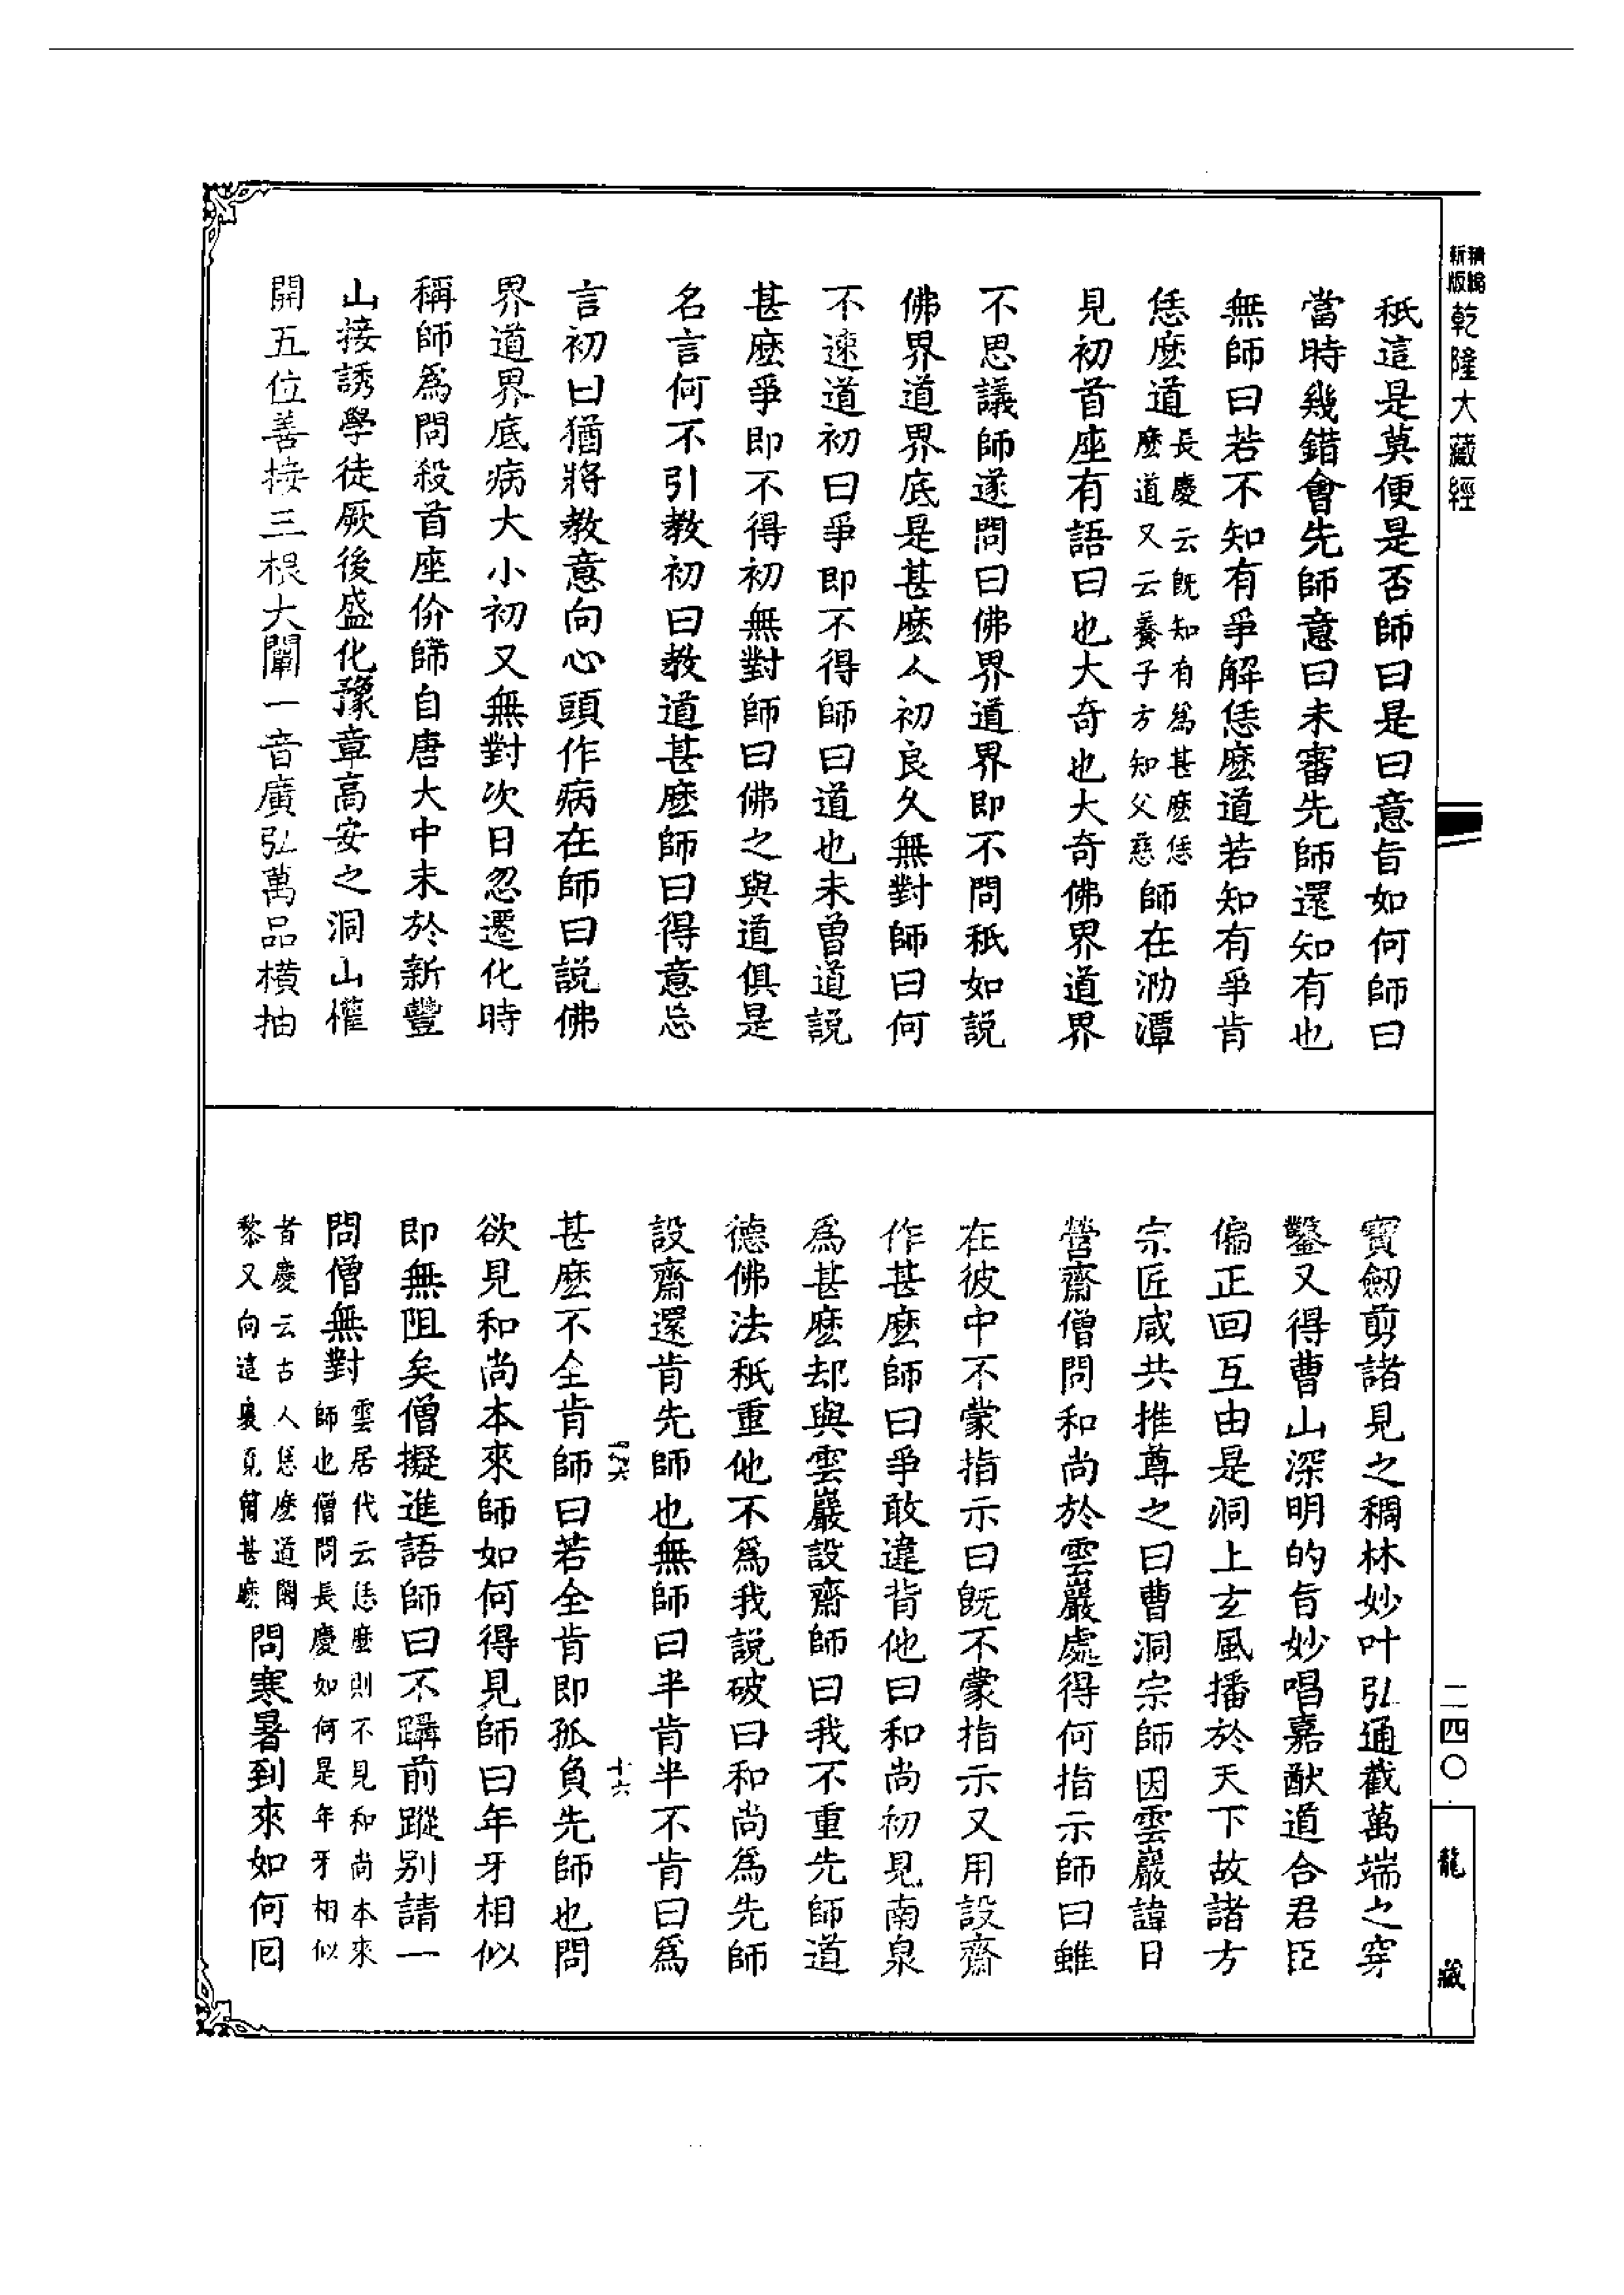 精編
新版
乾隆大藏經
秖這是莫便是否師曰是曰意旨如何師曰
當時幾錯會先師意曰未審先師還知有也
無師曰若不知有爭解恁麽道若知有爭肯
恁麽道
長慶云既知有爲甚麽恁
麽道又云養子方知父慈
師在泐潭
見初首座有語曰也大奇也大奇佛界道界
不思議師遂問曰佛界道界即不問秖如説
佛界道界底是甚麽人初良久無對師曰何
不速道初曰爭即不得師曰道也未曽道説
甚麽爭即不得初無對師曰佛之與道俱是
名言何不引教初曰教道甚麽師曰得意忘
言初曰猶將教意向心頭作病在師曰説佛
界道界底病大小初又無對次日忽遷化時
稱師爲問殺首座价師自唐大中末於新豐
山接誘學徒厥後盛化豫章高安之洞山權
開五位善接三根大闡一音廣弘萬品橫抽
寶劒剪諸見之稠林妙叶弘通截萬端之穿
鑿又得曹山深明的旨妙唱嘉猷道合君臣
偏正回互由是洞上玄風播於天下故諸方
宗匠咸共推尊之曰曹洞宗師因雲巖諱日
營齋僧問和尚於雲巖處得何指示師曰雖
在彼中不蒙指示曰既不蒙指示又用設齋
作甚麽師曰爭敢違背他曰和尚初見南泉
爲甚麽却與雲巖設齋師曰我不重先師道
德佛法秖重他不爲我説破曰和尚爲先師
設齋還肯先師也無師曰半肯半不肯曰爲
甚麽不全肯師曰若全肯即孤負先師也問
十六
欲見和尚本來師如何得見師曰年牙相似
即無阻矣僧擬進語師曰不躡前蹤别請一
問僧無對
雲居代云恁麽則不見和尚本來
師也僧問長慶如何是年牙相似
者慶云古人恁麽道闍
黎又向這裏覓箇甚麽
問寒暑到來如何囘
二四〇
龍藏